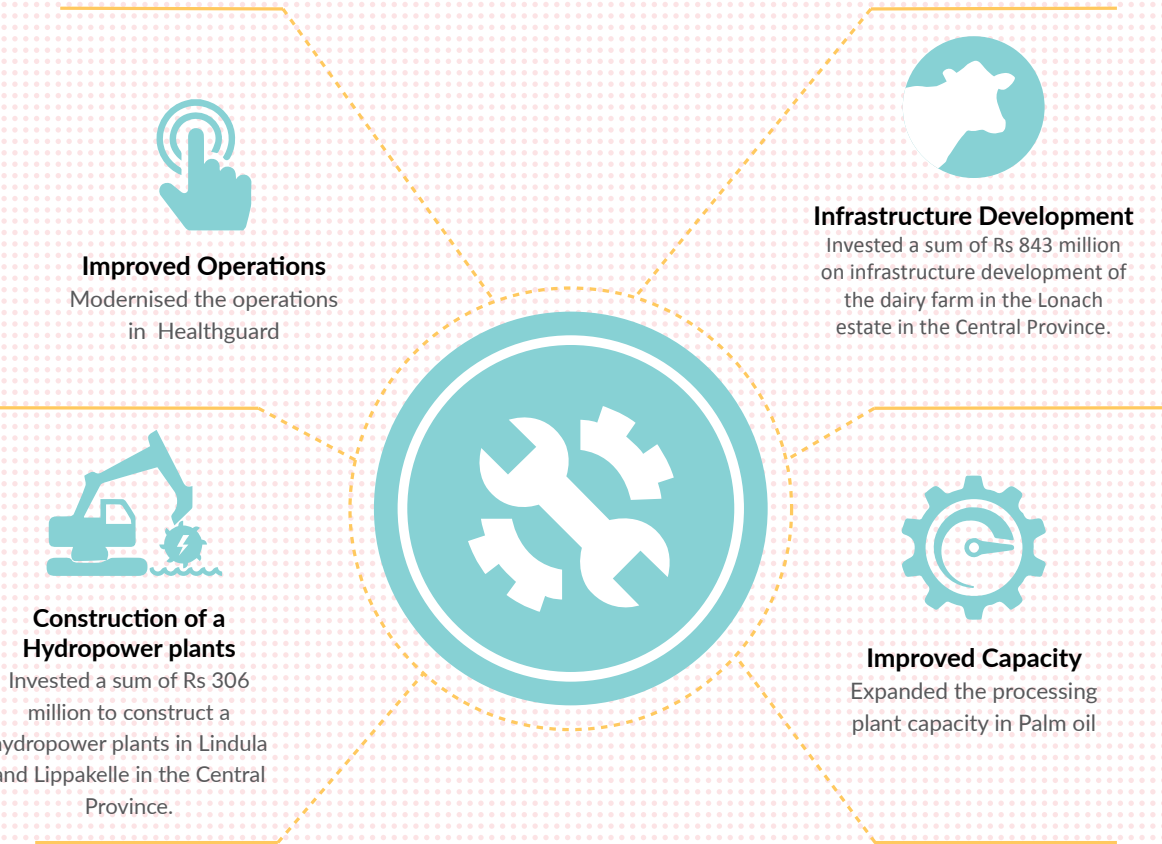 Improved Operations
Modernised the operations
in Healthguard
Infrastructure Development
Invested a sum of Rs 843 million
on infrastructure development of
the dairy farm in the Lonach
estate in the Central Province.
Construction of a
Hydropower plants
Invested a sum of Rs 306
million to construct a
hydropower plants in Lindula
and Lippakelle in the Central
Province.
Improved Capacity
Expanded the processing
plant capacity in Palm oil